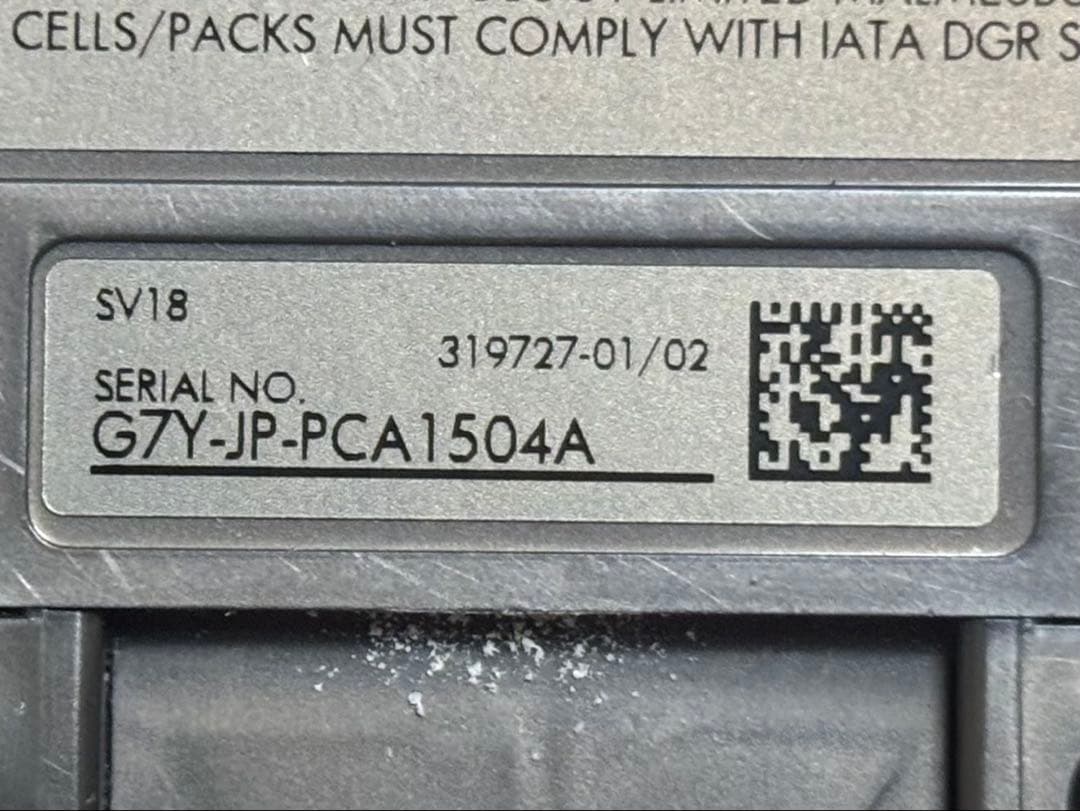 CELLS/PACKS MUST COMPLY WITH IATA DGR S
SV18
319727-01/02
SERIAL NO.
G7Y-JP-PCA1504A